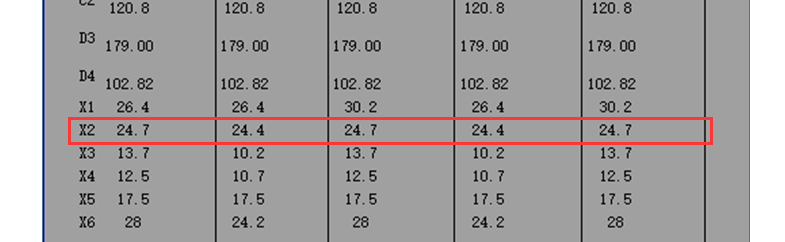 C2 120.8 120.8 120.8 120.8 120.8
D3 179.00 179.00 179.00 179.00 179.00
D4 102.82 102.82 102.82 102.82 102.82
X1 26.4 26.4 30.2 26.4 30.2
X2 24.7 24.4 24.7 24.4 24.7
X3 13.7 10.2 13.7 10.2 13.7
X4 12.5 10.7 12.5 10.7 12.5
X5 17.5 17.5 17.5 17.5 17.5
X6 28 24.2 28 24.2 28